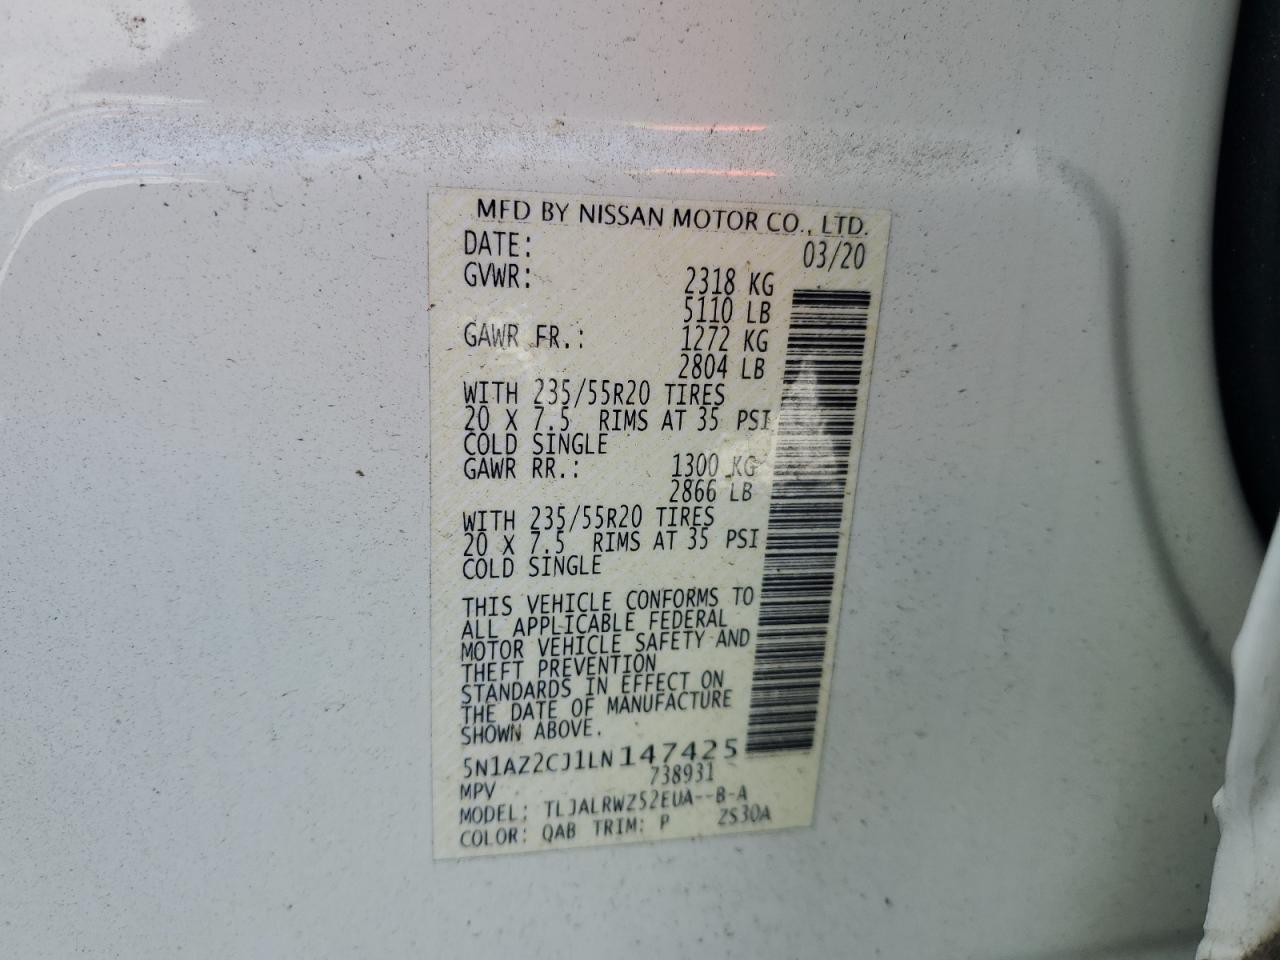 MFD BY NISSAN MOTOR CO., LTD.
DATE: 03/20
GVWR: 2318 KG
5110 LB
GAWR FR.: 1272 KG
2804 LB
WITH 235/55R20 TIRES
20 X 7.5 RIMS AT 35 PSI
COLD SINGLE
GAWR RR.: 1300 KG
2866 LB
WITH 235/55R20 TIRES
20 X 7.5 RIMS AT 35 PSI
COLD SINGLE
THIS VEHICLE CONFORMS TO
ALL APPLICABLE FEDERAL
MOTOR VEHICLE SAFETY AND
THEFT PREVENTION
STANDARDS IN EFFECT ON
THE DATE OF MANUFACTURE
SHOWN ABOVE.
5N1AZ2CJ1LN147425
738931
MPV
MODEL: TLJALRWZ52EUA--B-A
COLOR: QAB TRIM: P ZS30A